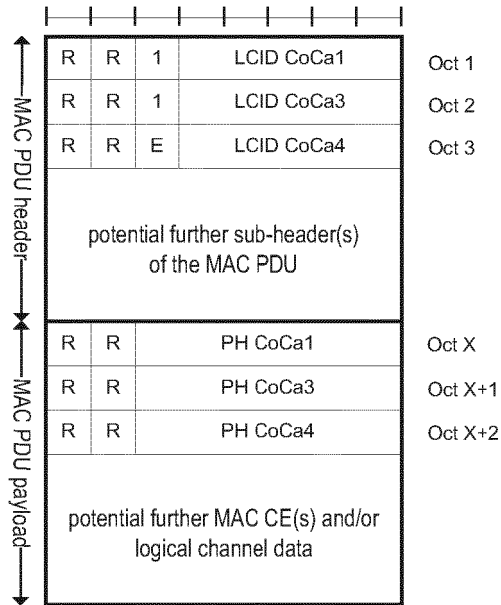 R R 1 LCID CoCa1 Oct 1
R R 1 LCID CoCa3 Oct 2
R R E LCID CoCa4 Oct 3
MAC PDU header
potential further sub-header(s)
of the MAC PDU
R R PH CoCa1 Oct X
R R PH CoCa3 Oct X+1
R R PH CoCa4 Oct X+2
MAC PDU payload
potential further MAC CE(s) and/or
logical channel data